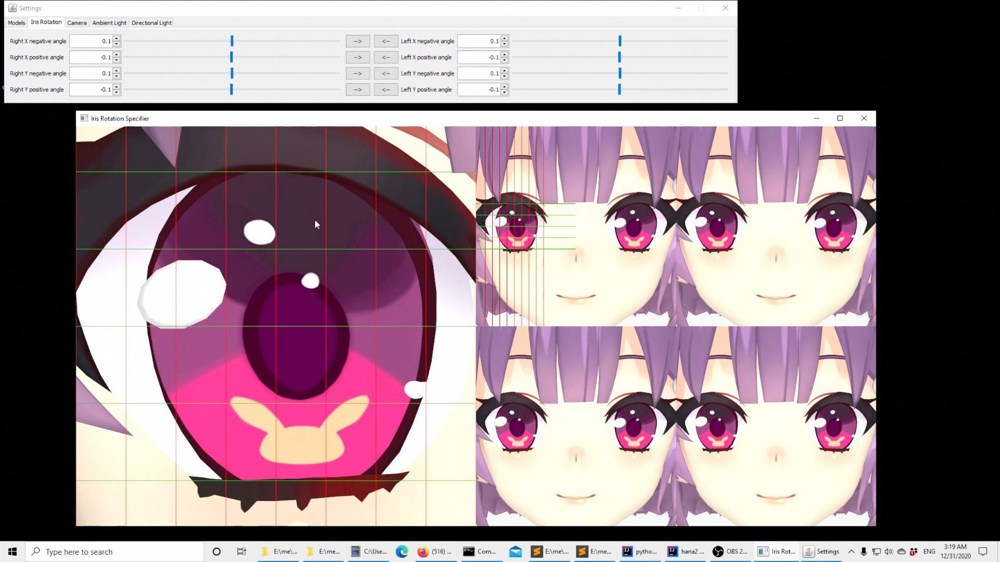 Settings
Models Iris Rotation Camera Ambient Light Directional Light
Right X negative angle 0.1 --> <-- Left X negative angle 0.1
Right X positive angle -0.1 --> <-- Left X positive angle -0.1
Right Y negative angle 0.1 --> <-- Left Y negative angle 0.1
Right Y positive angle -0.1 --> <-- Left Y positive angle -0.1
Iris Rotation Specifier
Type here to search E:\me\... E:\me... C:\Use... (516) ... Com... E:\me\... E:\me... pytho... hana2 ... OBS 2... Iris Rot... Settings ENG 3:19 AM
12/31/2020